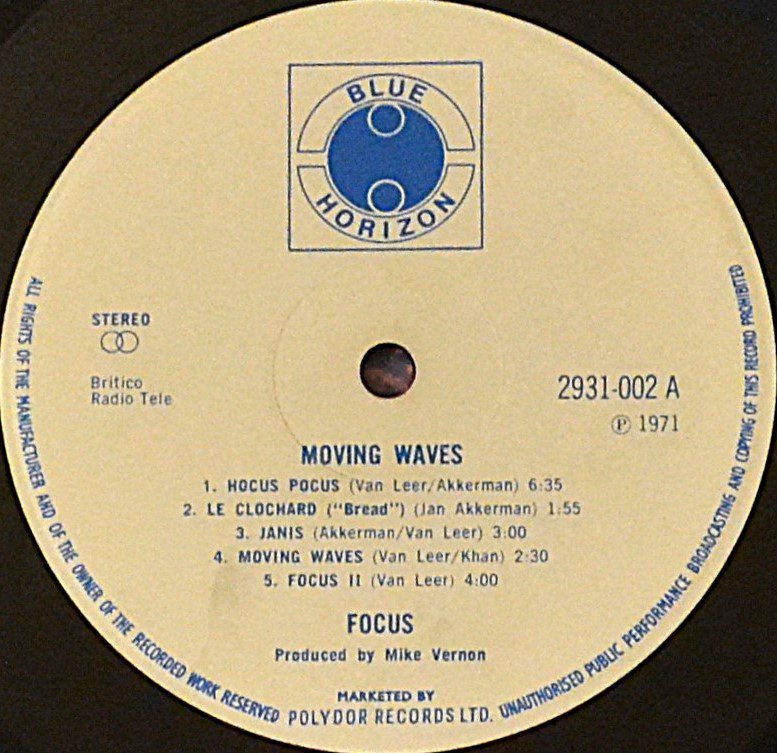 BLUE
HORIZON
STEREO
Britico
Radio Tele
2931-002 A
Ⓟ 1971
MOVING WAVES
1. HOCUS POCUS (Van Leer/Akkerman) 6:35
2. LE CLOCHARD ("Bread") (Jan Akkerman) 1:55
3. JANIS (Akkerman/Van Leer) 3:00
4. MOVING WAVES (Van Leer/Khan) 2:30
5. FOCUS II (Van Leer) 4:00
FOCUS
Produced by Mike Vernon
MARKETED BY
POLYDOR RECORDS LTD.
ALL RIGHTS OF THE MANUFACTURER AND OF THE OWNER OF THE RECORDED WORK RESERVED
UNAUTHORISED PUBLIC PERFORMANCE BROADCASTING AND COPYING OF THIS RECORD PROHIBITED